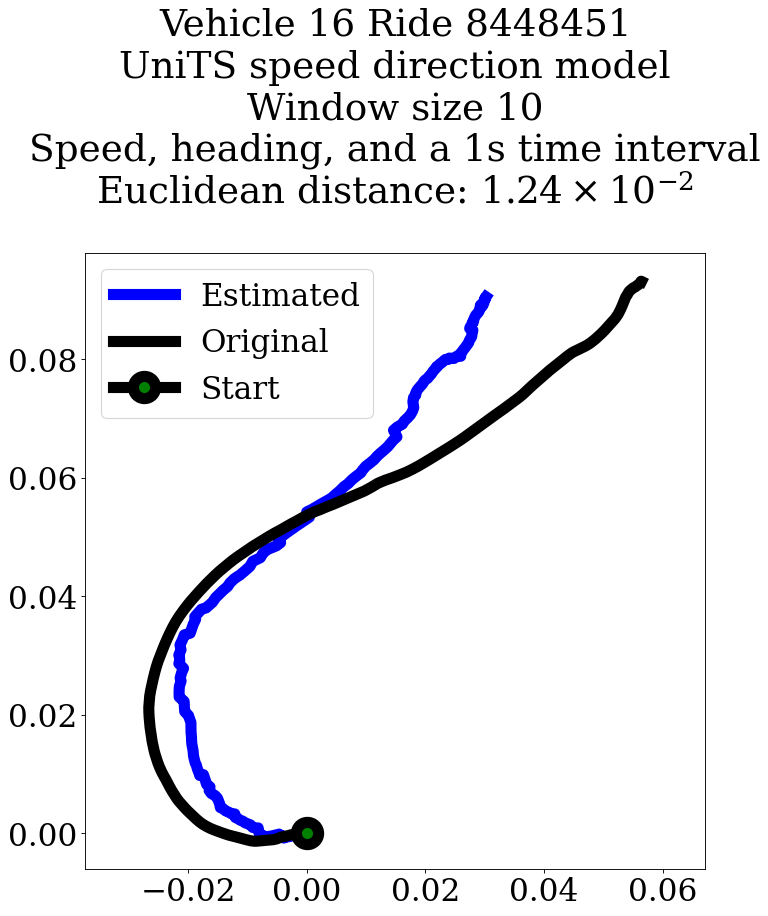 Vehicle 16 Ride 8448451
UniTS speed direction model
Window size 10
Speed, heading, and a 1s time interval
Euclidean distance: 1.24 × 10⁻²
Estimated
Original
Start
0.08
0.06
0.04
0.02
0.00
−0.02 0.00 0.02 0.04 0.06